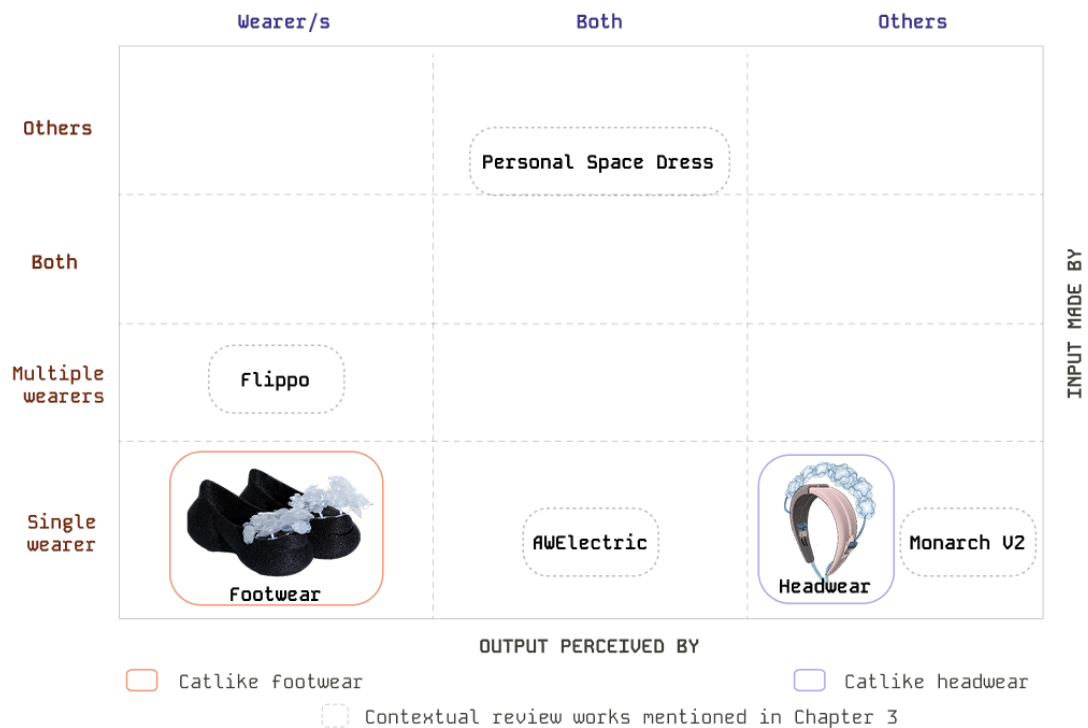 Wearer/s
Both
Others
Others
Personal Space Dress
Both
INPUT MADE BY
Multiple
wearers
Flippo
Single
wearer
Footwear
AWElectric
Headwear
Monarch V2
OUTPUT PERCEIVED BY
Catlike footwear
Catlike headwear
Contextual review works mentioned in Chapter 3